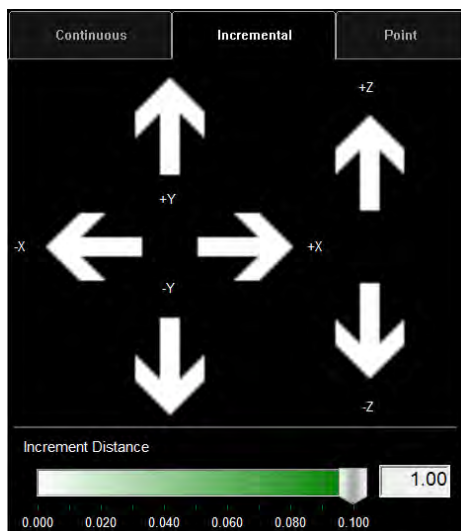 Continuous Incremental Point
+Z
+Y
-X +X
-Y
-Z
Increment Distance
1.00
0.000 0.020 0.040 0.060 0.080 0.100